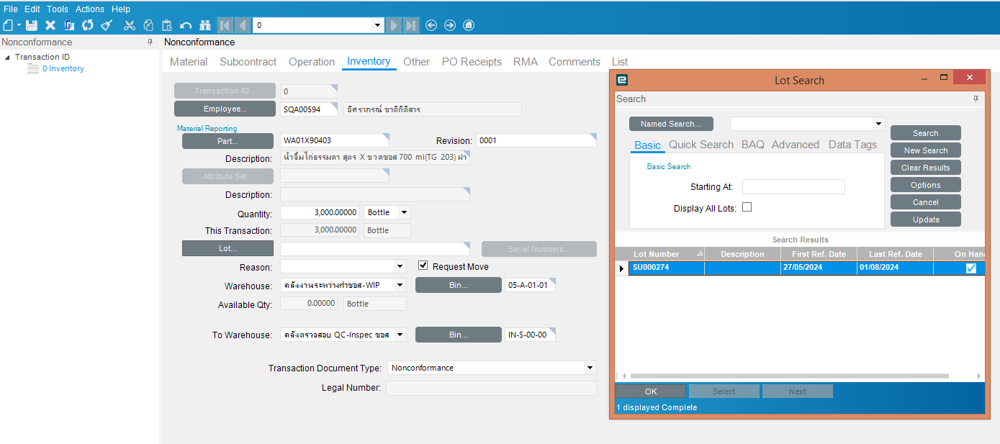 File Edit Tools Actions Help
0
Nonconformance
Transaction ID
0 Inventory
Nonconformance
Material Subcontract Operation Inventory Other PO Receipts RMA Comments List
Transaction ID... 0
Employee... SQA00594 อิศราภรณ์ ชาติกิติสาร
Material Reporting
Part... WA01X90403 Revision: 0001
Description: น้ำจิ้มไก่ธรรมดา สูตร X ขวดซอส 700 ml(TG 203) ฝา
Attribute Set...
Description:
Quantity: 3,000.00000 Bottle
This Transaction: 3,000.00000 Bottle
Lot... Serial Numbers...
Reason: Request Move
Warehouse: คลังงานระหว่างทำซอส-WIP Bin... 05-A-01-01
Available Qty: 0.00000 Bottle
To Warehouse: คลังตรวจสอบ QC-Inspec ซอส Bin... IN-S-00-00
Transaction Document Type: Nonconformance
Legal Number:
Lot Search
Search
Named Search...
Basic Quick Search BAQ Advanced Data Tags
Basic Search
Starting At:
Display All Lots:
Search
New Search
Clear Results
Options
Cancel
Update
Search Results
Lot Number Description First Ref. Date Last Ref. Date On Han
SU000274 27/05/2024 01/08/2024
OK Select Next
1 displayed Complete